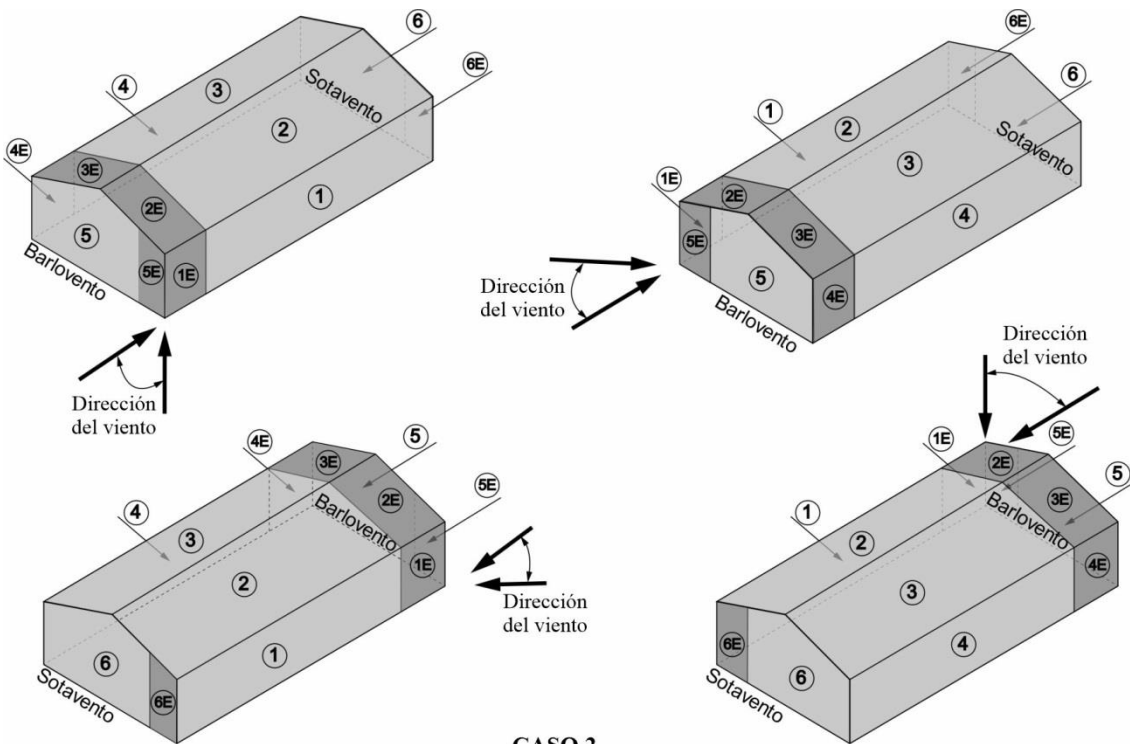 6
6E
Sotavento
3
4
2
4E
3E
2E
1
5
5E
1E
Barlovento
Dirección
del viento
6E
6
Sotavento
1
2
3
1E
2E
3E
4
5E
5
4E
Barlovento
Dirección
del viento
4E
5
3E
5E
2E
4
Barlovento
3
1E
2
1
6
6E
Sotavento
Dirección
del viento
Dirección
del viento
1E
5E
2E
5
3E
1
Barlovento
2
4E
3
4
6E
6
Sotavento
CASO 2